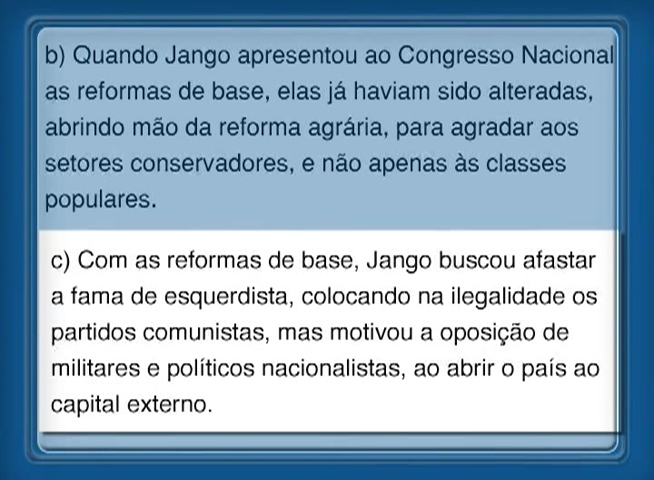 b) Quando Jango apresentou ao Congresso Nacional
as reformas de base, elas já haviam sido alteradas,
abrindo mão da reforma agrária, para agradar aos
setores conservadores, e não apenas às classes
populares.
c) Com as reformas de base, Jango buscou afastar
a fama de esquerdista, colocando na ilegalidade os
partidos comunistas, mas motivou a oposição de
militares e políticos nacionalistas, ao abrir o país ao
capital externo.